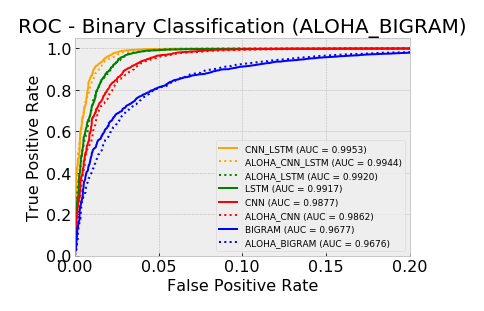 ROC - Binary Classification (ALOHA_BIGRAM)
True Positive Rate
1.0
0.8
0.6
0.4
0.2
0.0
CNN_LSTM (AUC = 0.9953)
ALOHA_CNN_LSTM (AUC = 0.9944)
ALOHA_LSTM (AUC = 0.9920)
LSTM (AUC = 0.9917)
CNN (AUC = 0.9877)
ALOHA_CNN (AUC = 0.9862)
BIGRAM (AUC = 0.9677)
ALOHA_BIGRAM (AUC = 0.9676)
0.00 0.05 0.10 0.15 0.20
False Positive Rate